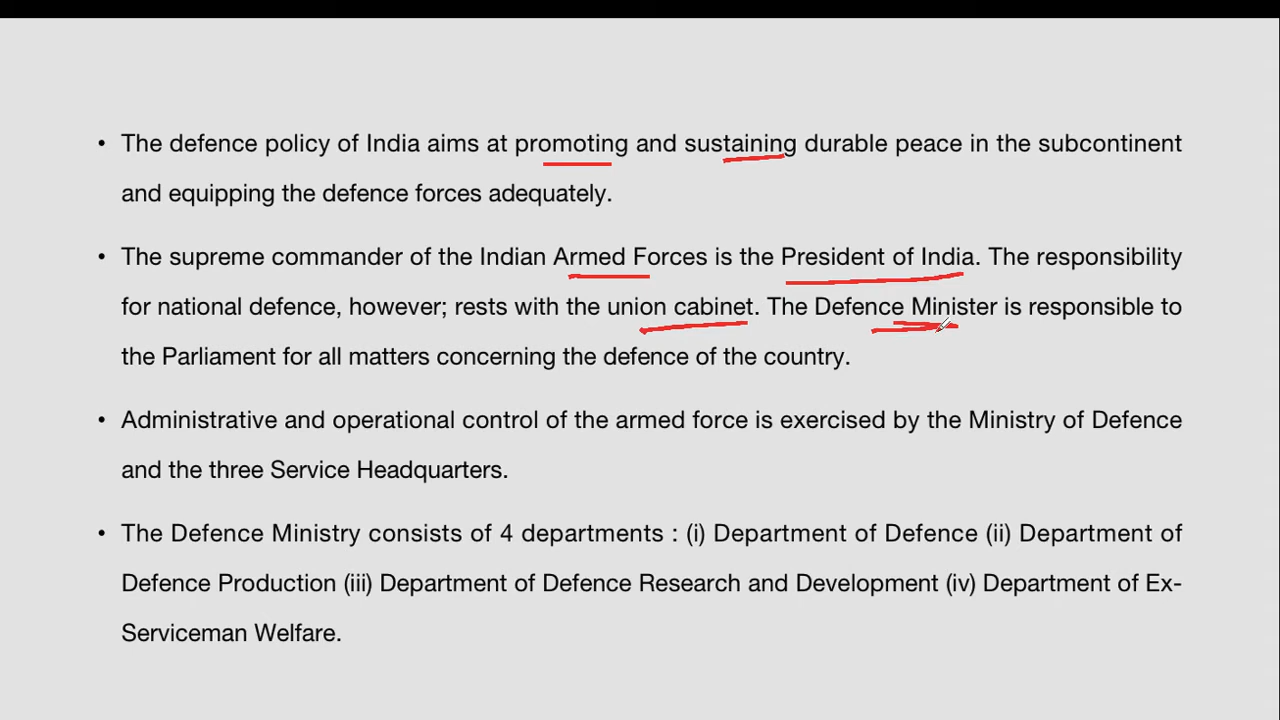 • The defence policy of India aims at promoting and sustaining durable peace in the subcontinent
and equipping the defence forces adequately.
• The supreme commander of the Indian Armed Forces is the President of India. The responsibility
for national defence, however; rests with the union cabinet. The Defence Minister is responsible to
the Parliament for all matters concerning the defence of the country.
• Administrative and operational control of the armed force is exercised by the Ministry of Defence
and the three Service Headquarters.
• The Defence Ministry consists of 4 departments : (i) Department of Defence (ii) Department of
Defence Production (iii) Department of Defence Research and Development (iv) Department of Ex-
Serviceman Welfare.